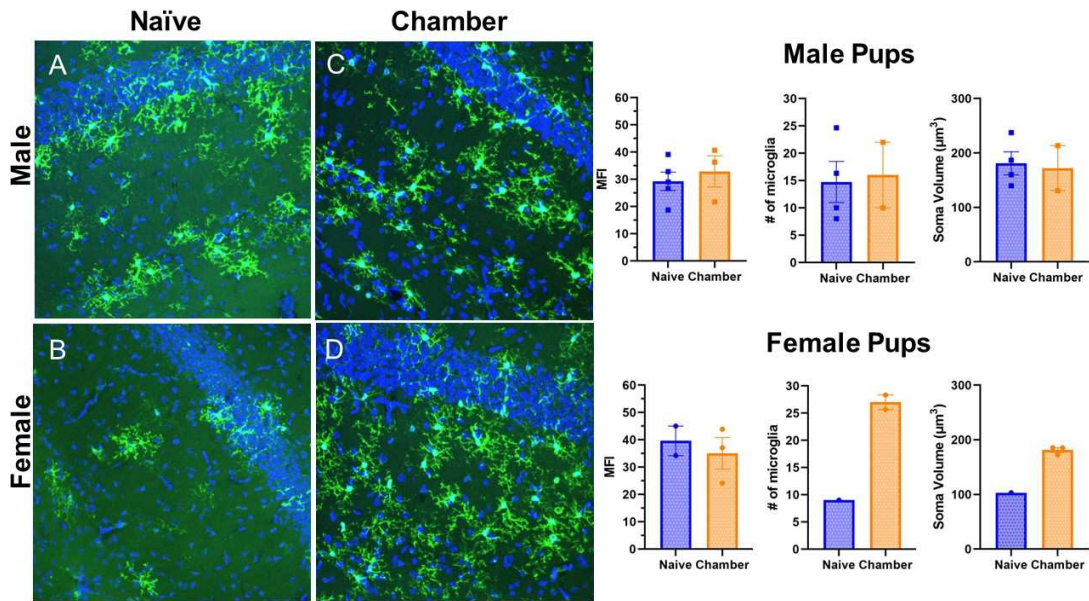 Naïve
Chamber
Male
Female
A
C
B
D
Male Pups
MFI
60
50
40
30
20
10
0
Naive Chamber
# of microglia
30
25
20
15
10
5
0
Naive Chamber
Soma Volume (µm³)
300
200
100
0
Naive Chamber
Female Pups
MFI
60
50
40
30
20
10
0
Naive Chamber
# of microglia
30
25
20
15
10
5
0
Naive Chamber
Soma Volume (µm³)
300
200
100
0
Naive Chamber